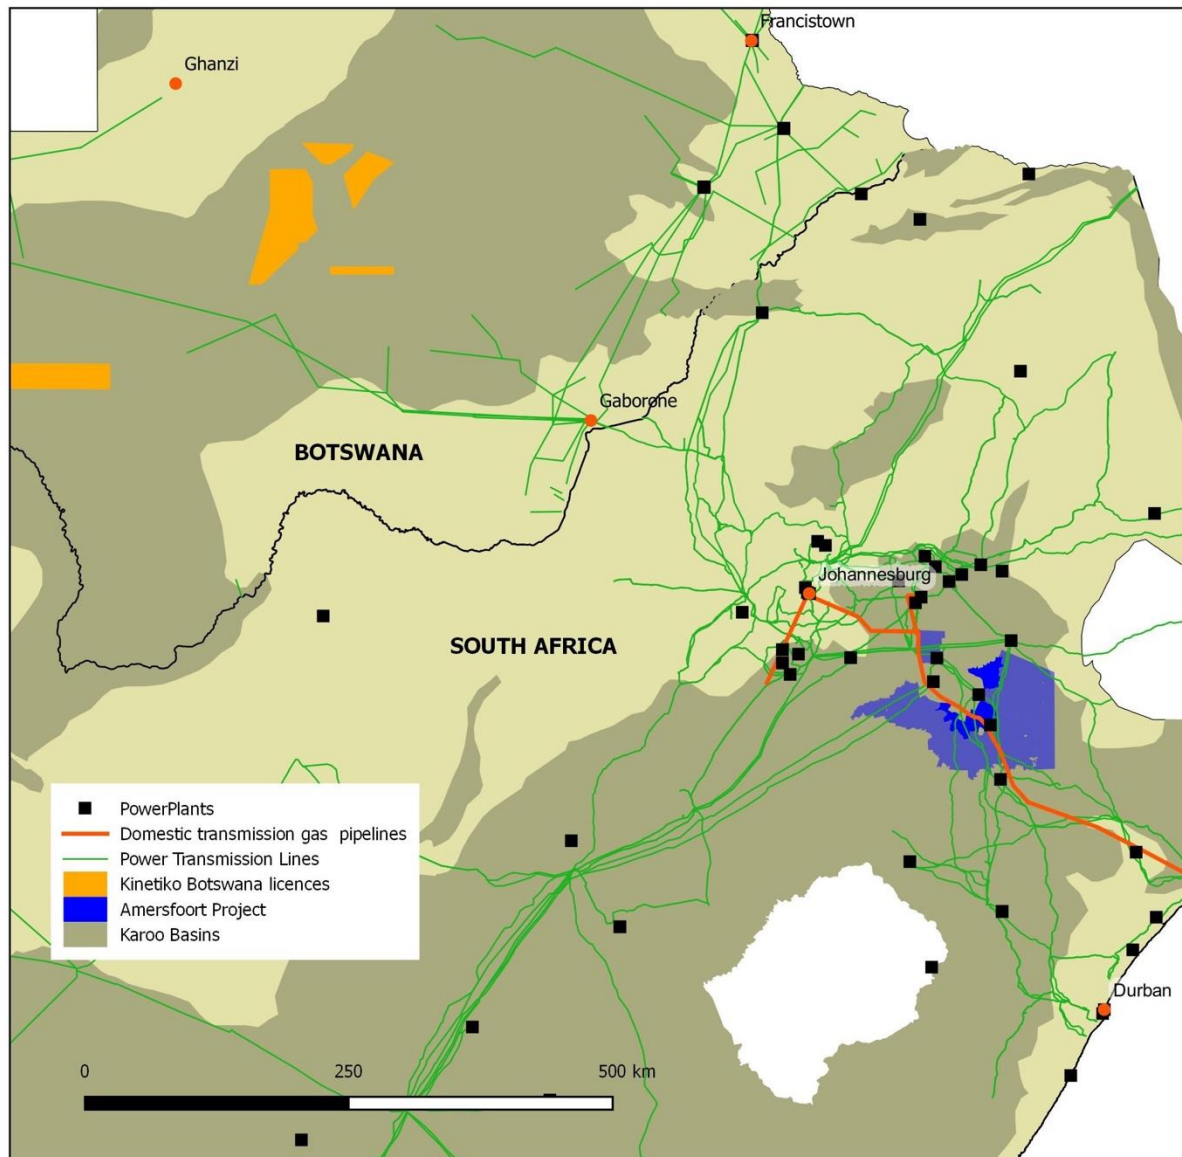 Francistown
Ghanzi
Gaborone
BOTSWANA
Johannesburg
SOUTH AFRICA
PowerPlants
Domestic transmission gas pipelines
Power Transmission Lines
Kinetiko Botswana licences
Amersfoort Project
Karoo Basins
Durban
0 250 500 km